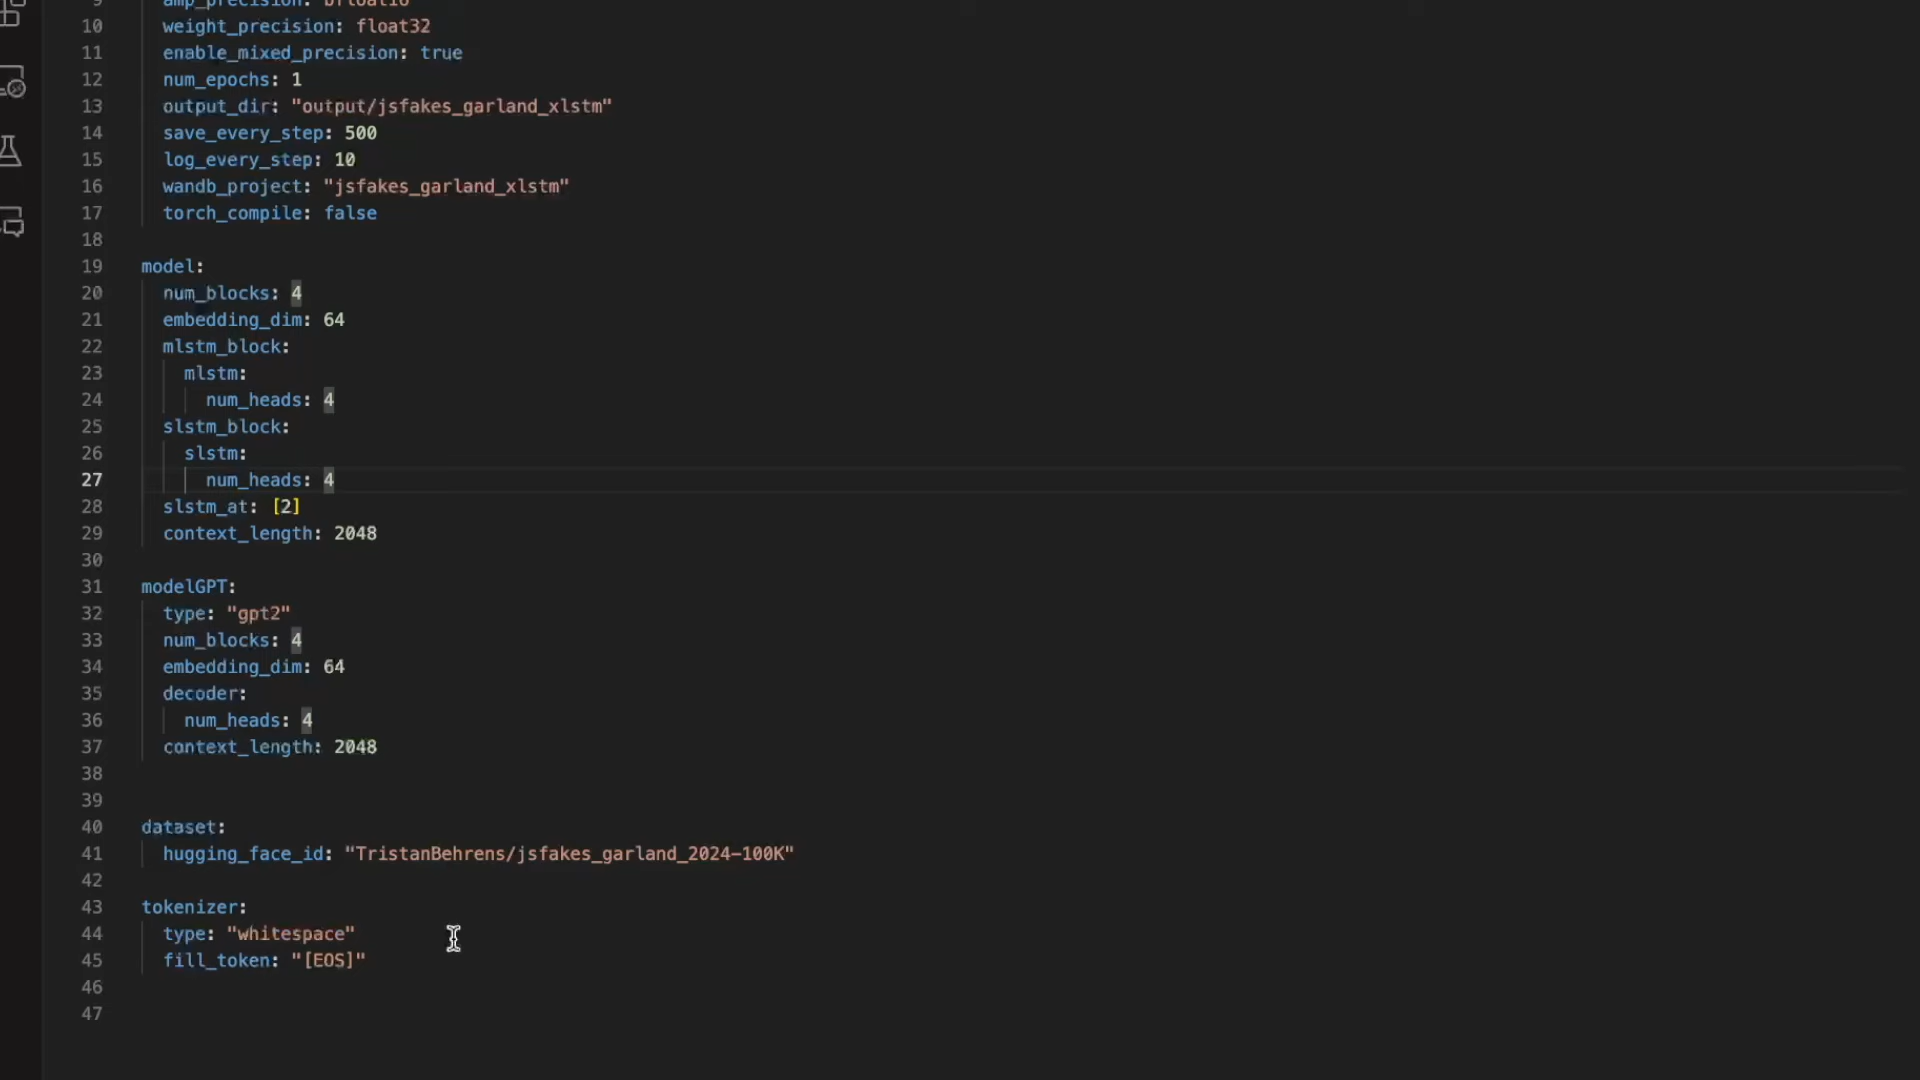 9 amp_precision: bfloat16
10 weight_precision: float32
11 enable_mixed_precision: true
12 num_epochs: 1
13 output_dir: "output/jsfakes_garland_xlstm"
14 save_every_step: 500
15 log_every_step: 10
16 wandb_project: "jsfakes_garland_xlstm"
17 torch_compile: false
18
19 model:
20 num_blocks: 4
21 embedding_dim: 64
22 mlstm_block:
23 mlstm:
24 num_heads: 4
25 slstm_block:
26 slstm:
27 num_heads: 4
28 slstm_at: [2]
29 context_length: 2048
30
31 modelGPT:
32 type: "gpt2"
33 num_blocks: 4
34 embedding_dim: 64
35 decoder:
36 num_heads: 4
37 context_length: 2048
38
39
40 dataset:
41 hugging_face_id: "TristanBehrens/jsfakes_garland_2024-100K"
42
43 tokenizer:
44 type: "whitespace"
45 fill_token: "[EOS]"
46
47